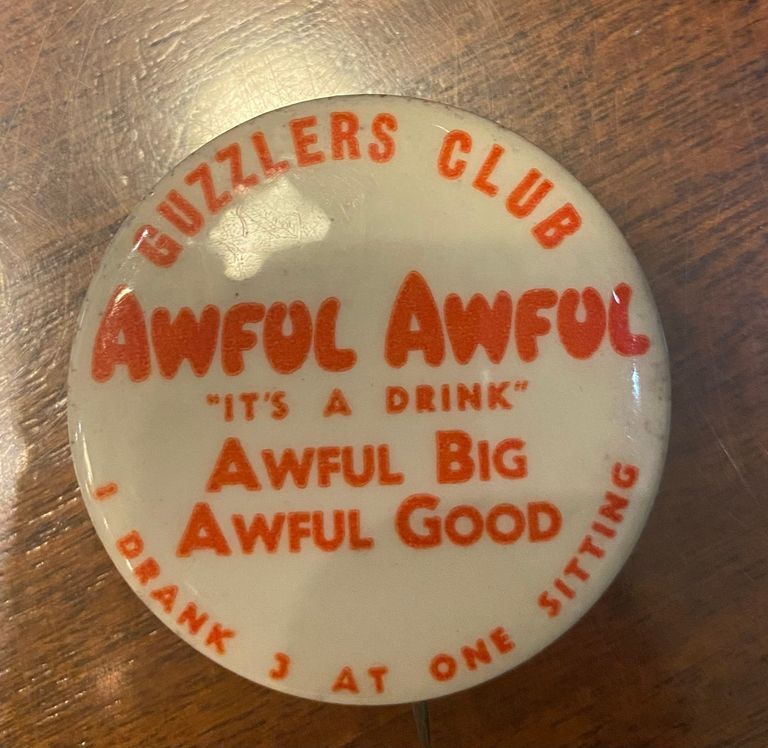 GUZZLERS CLUB
AWFUL AWFUL
"IT'S A DRINK"
AWFUL BIG
AWFUL GOOD
I DRANK 3 AT ONE SITTING